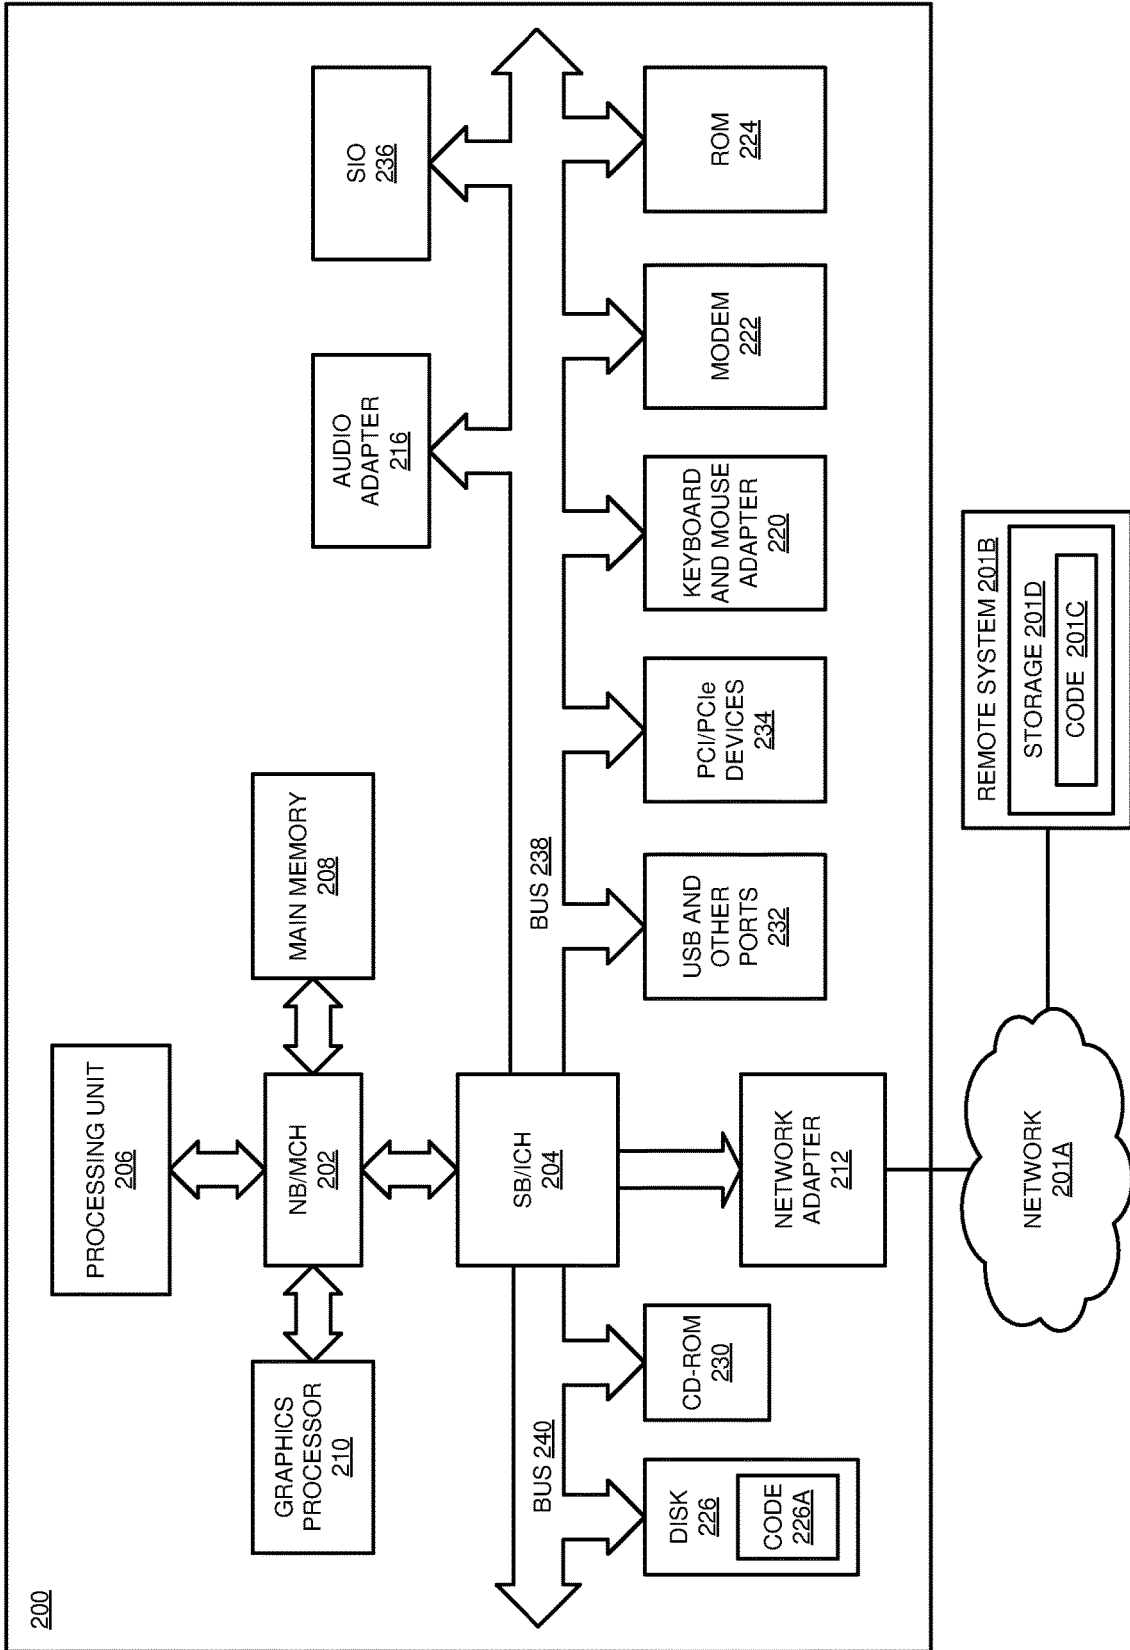 200
PROCESSING UNIT
206
GRAPHICS
PROCESSOR
210
NB/MCH
202
MAIN MEMORY
208
AUDIO
ADAPTER
216
SIO
236
BUS 240
SB/ICH
204
BUS 238
DISK
226
CODE
226A
CD-ROM
230
NETWORK
ADAPTER
212
USB AND
OTHER
PORTS
232
PCI/PCIe
DEVICES
234
KEYBOARD
AND MOUSE
ADAPTER
220
MODEM
222
ROM
224
NETWORK
201A
REMOTE SYSTEM 201B
STORAGE 201D
CODE 201C